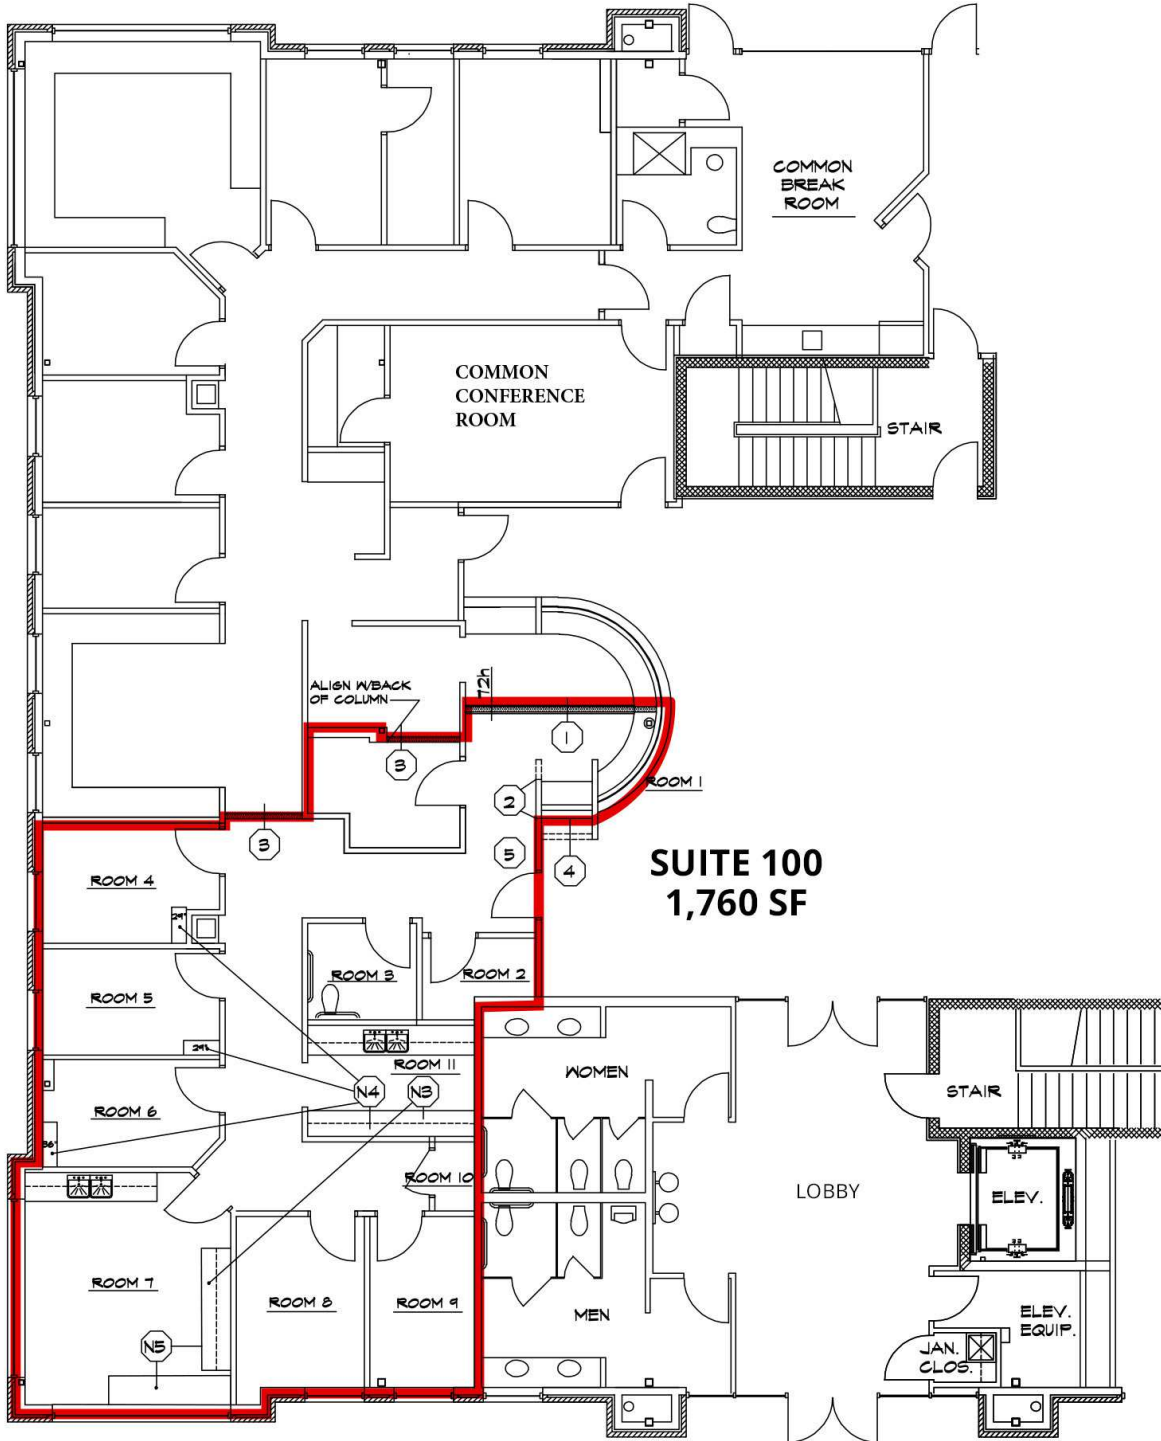 COMMON
BREAK
ROOM
COMMON
CONFERENCE
ROOM
STAIR
ALIGN W/BACK
OF COLUMN
72h
1
3
ROOM 1
2
3
5
4
SUITE 100
1,760 SF
ROOM 4
29"
ROOM 3
ROOM 2
ROOM 5
WOMEN
ROOM 11
N4
N3
STAIR
ROOM 6
36"
ROOM 10
LOBBY
ELEV.
ROOM 7
ROOM 8
ROOM 9
MEN
ELEV.
EQUIP.
N5
JAN.
CLOS.